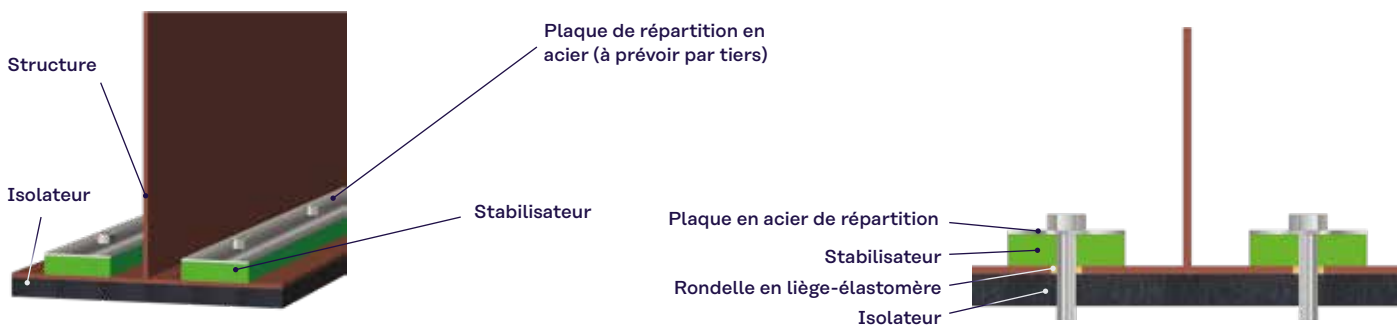 Plaque de répartition en
acier (à prévoir par tiers)
Structure
Isolateur
Stabilisateur
Plaque en acier de répartition
Stabilisateur
Rondelle en liège-élastomère
Isolateur